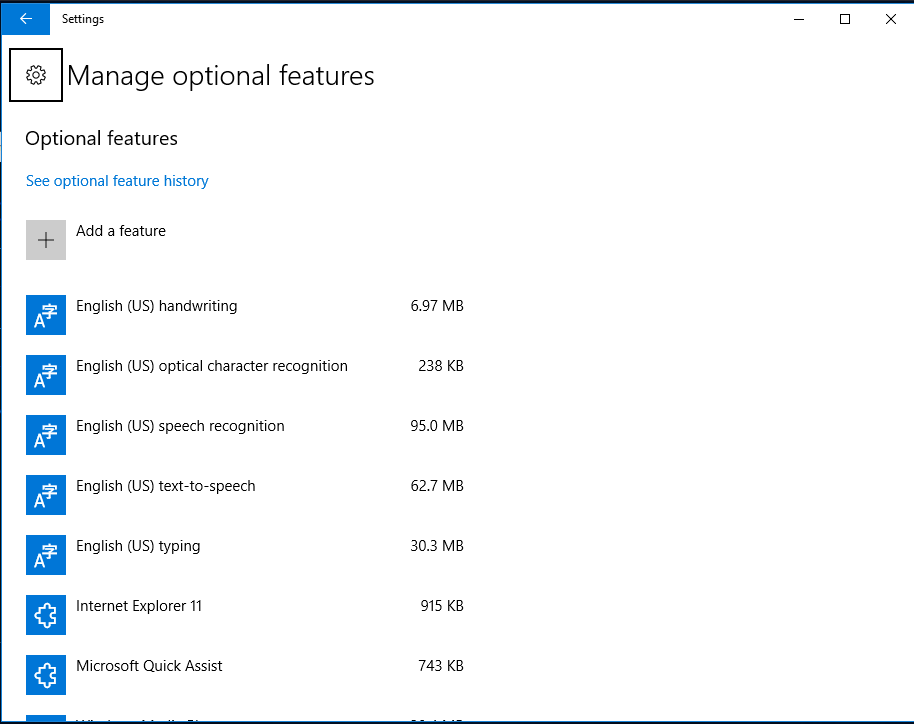 Settings
Manage optional features
Optional features
See optional feature history
Add a feature
English (US) handwriting 6.97 MB
English (US) optical character recognition 238 KB
English (US) speech recognition 95.0 MB
English (US) text-to-speech 62.7 MB
English (US) typing 30.3 MB
Internet Explorer 11 915 KB
Microsoft Quick Assist 743 KB